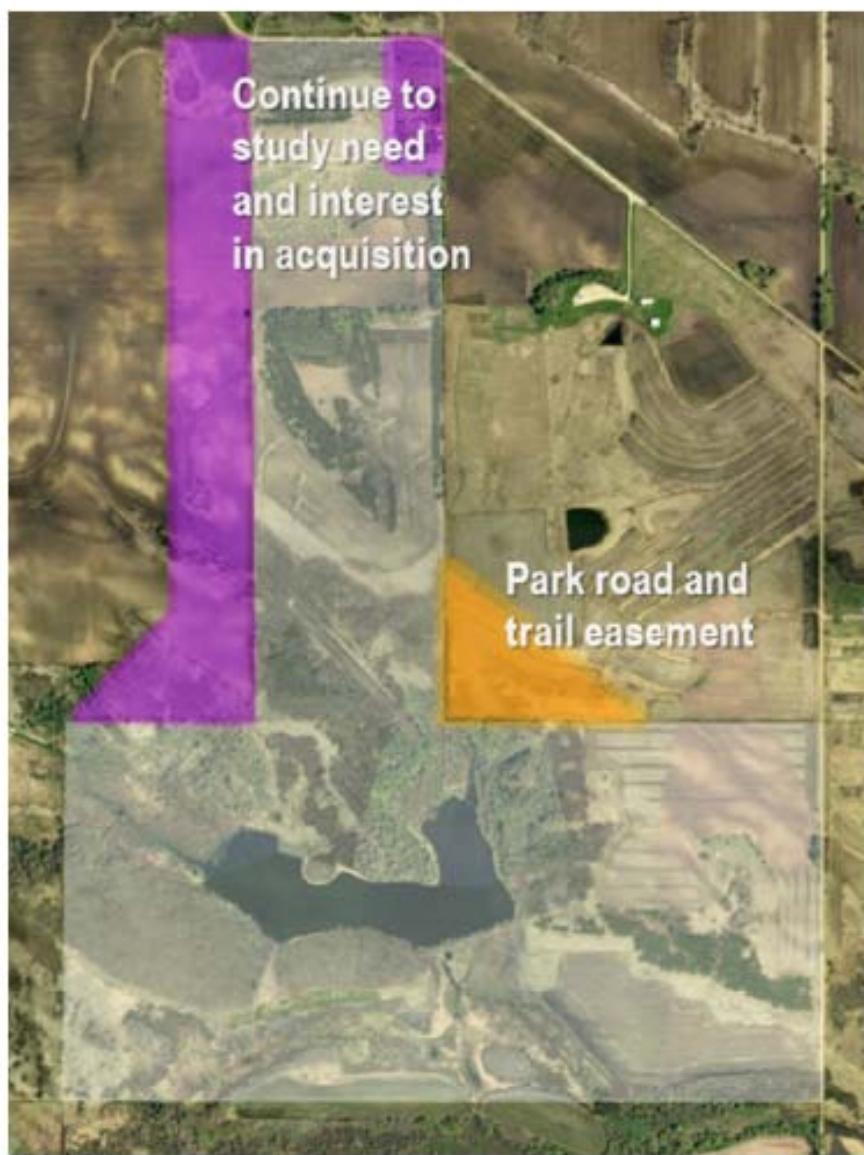 Continue to
study need
and interest
in acquisition
Park road and
trail easement